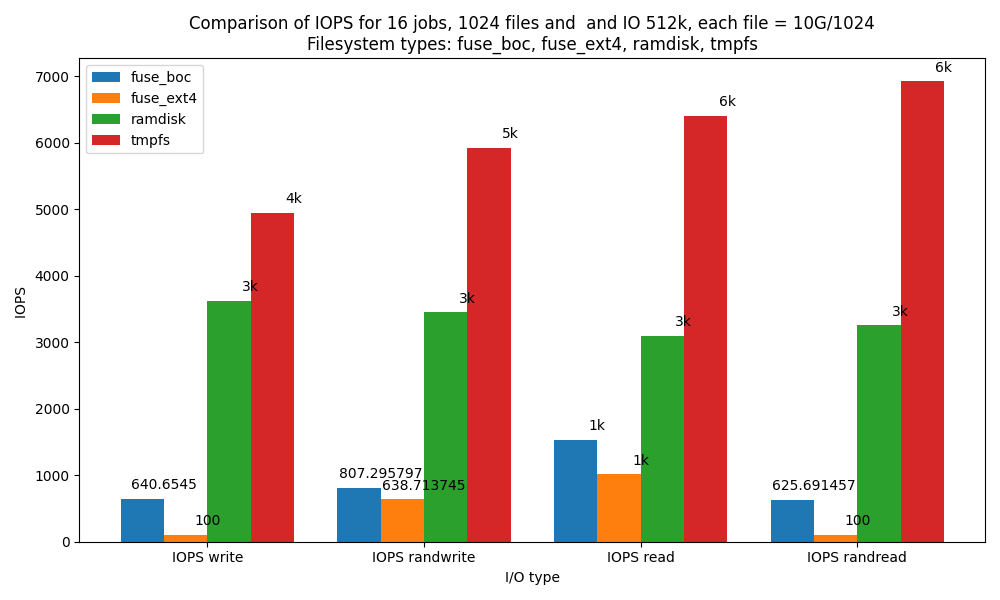 Comparison of IOPS for 16 jobs, 1024 files and  and IO 512k, each file = 10G/1024
Filesystem types: fuse_boc, fuse_ext4, ramdisk, tmpfs
fuse_boc
fuse_ext4
ramdisk
tmpfs
IOPS
7000
6000
5000
4000
3000
2000
1000
0
640.6545
100
3k
4k
807.295797
638.713745
3k
5k
1k
1k
3k
6k
625.691457
100
3k
6k
IOPS write
IOPS randwrite
IOPS read
IOPS randread
I/O type